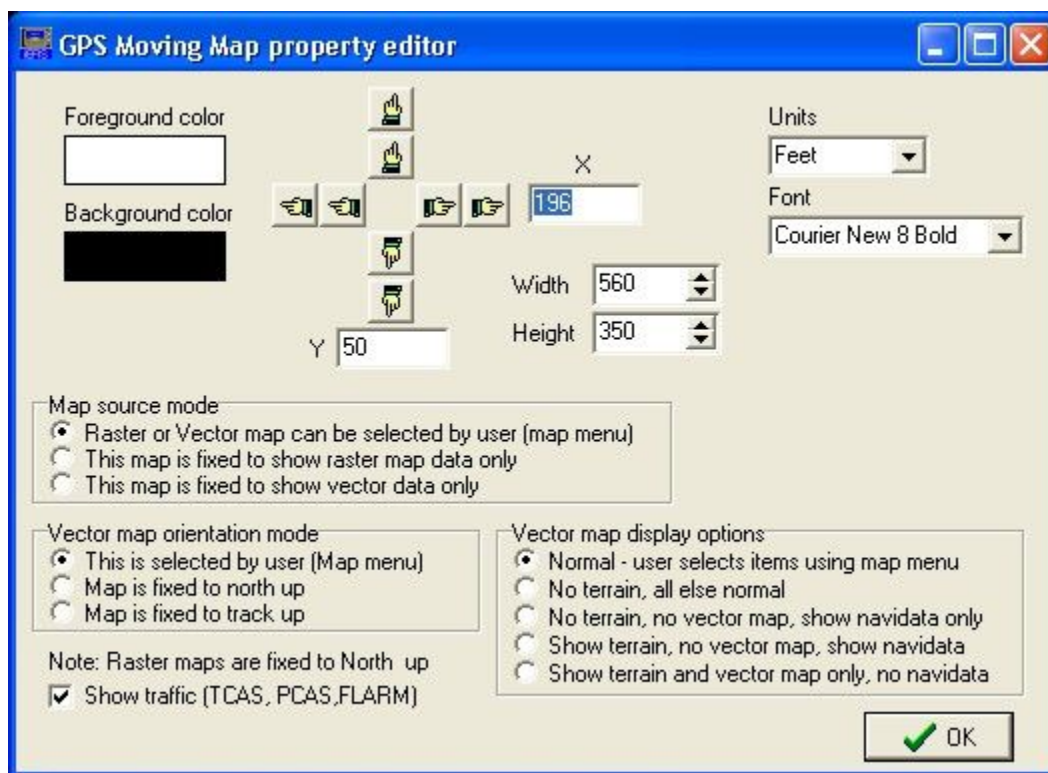 GPS Moving Map property editor
Foreground color
Background color
X
196
Y 50
Width 560
Height 350
Units
Feet
Font
Courier New 8 Bold
Map source mode
Raster or Vector map can be selected by user (map menu)
This map is fixed to show raster map data only
This map is fixed to show vector data only
Vector map orientation mode
This is selected by user (Map menu)
Map is fixed to north up
Map is fixed to track up
Note: Raster maps are fixed to North  up
Show traffic (TCAS, PCAS,FLARM)
Vector map display options
Normal - user selects items using map menu
No terrain, all else normal
No terrain, no vector map, show navidata only
Show terrain, no vector map, show navidata
Show terrain and vector map only, no navidata
OK